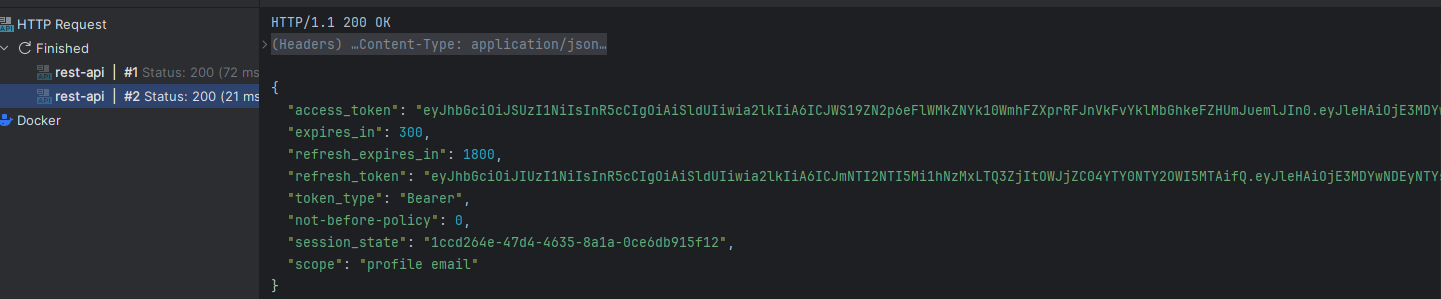 HTTP Request
Finished
rest-api | #1 Status: 200 (72 ms
rest-api | #2 Status: 200 (21 ms
Docker
HTTP/1.1 200 OK
(Headers) …Content-Type: application/json…
{
"access_token": "eyJhbGciOiJSUzI1NiIsInR5cCIgOiAiSldUIiwia2lkIiA6ICJWS19ZN2p6eFlWMkZNYk10WmhFZXprRFJnVkFvYklMbGhkeFZHUmJuemlJIn0.eyJleHAiOjE3MDYw
"expires_in": 300,
"refresh_expires_in": 1800,
"refresh_token": "eyJhbGciOiJIUzI1NiIsInR5cCIgOiAiSldUIiwia2lkIiA6ICJmNTI2NTI5Mi1hNzMxLTQ3ZjItOWJjZC04YTY0NTY2OWI5MTAifQ.eyJleHAiOjE3MDYwNDEyNTYs
"token_type": "Bearer",
"not-before-policy": 0,
"session_state": "1ccd264e-47d4-4635-8a1a-0ce6db915f12",
"scope": "profile email"
}